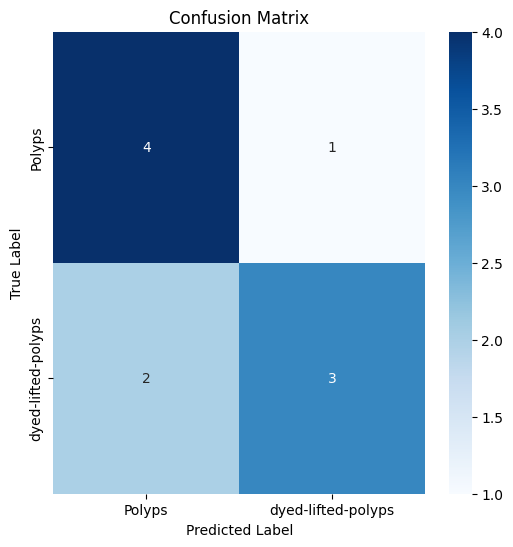 Confusion Matrix
True Label
Polyps
dyed-lifted-polyps
4
1
2
3
Polyps
dyed-lifted-polyps
Predicted Label
4.0
3.5
3.0
2.5
2.0
1.5
1.0